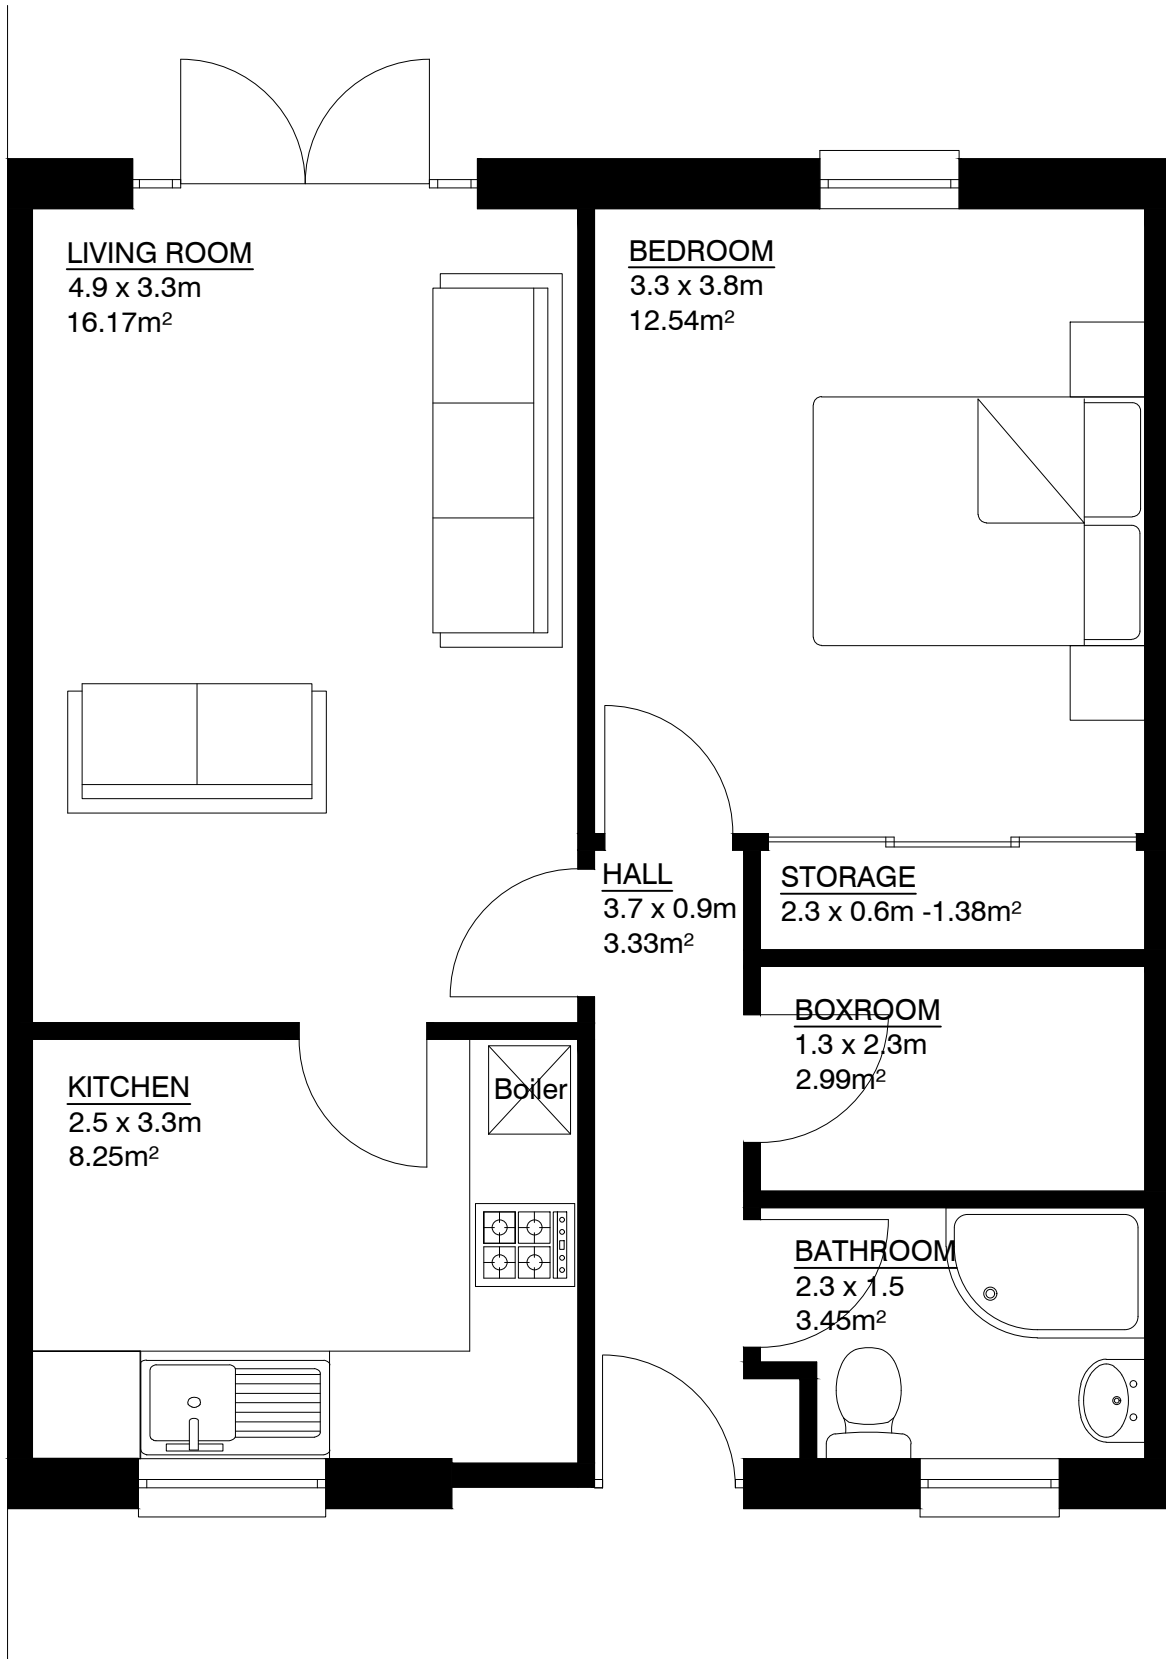 LIVING ROOM
4.9 x 3.3m
16.17m²
BEDROOM
3.3 x 3.8m
12.54m²
HALL
3.7 x 0.9m
3.33m²
STORAGE
2.3 x 0.6m -1.38m²
BOXROOM
1.3 x 2.3m
2.99m²
KITCHEN
2.5 x 3.3m
8.25m²
Boiler
BATHROOM
2.3 x 1.5
3.45m²